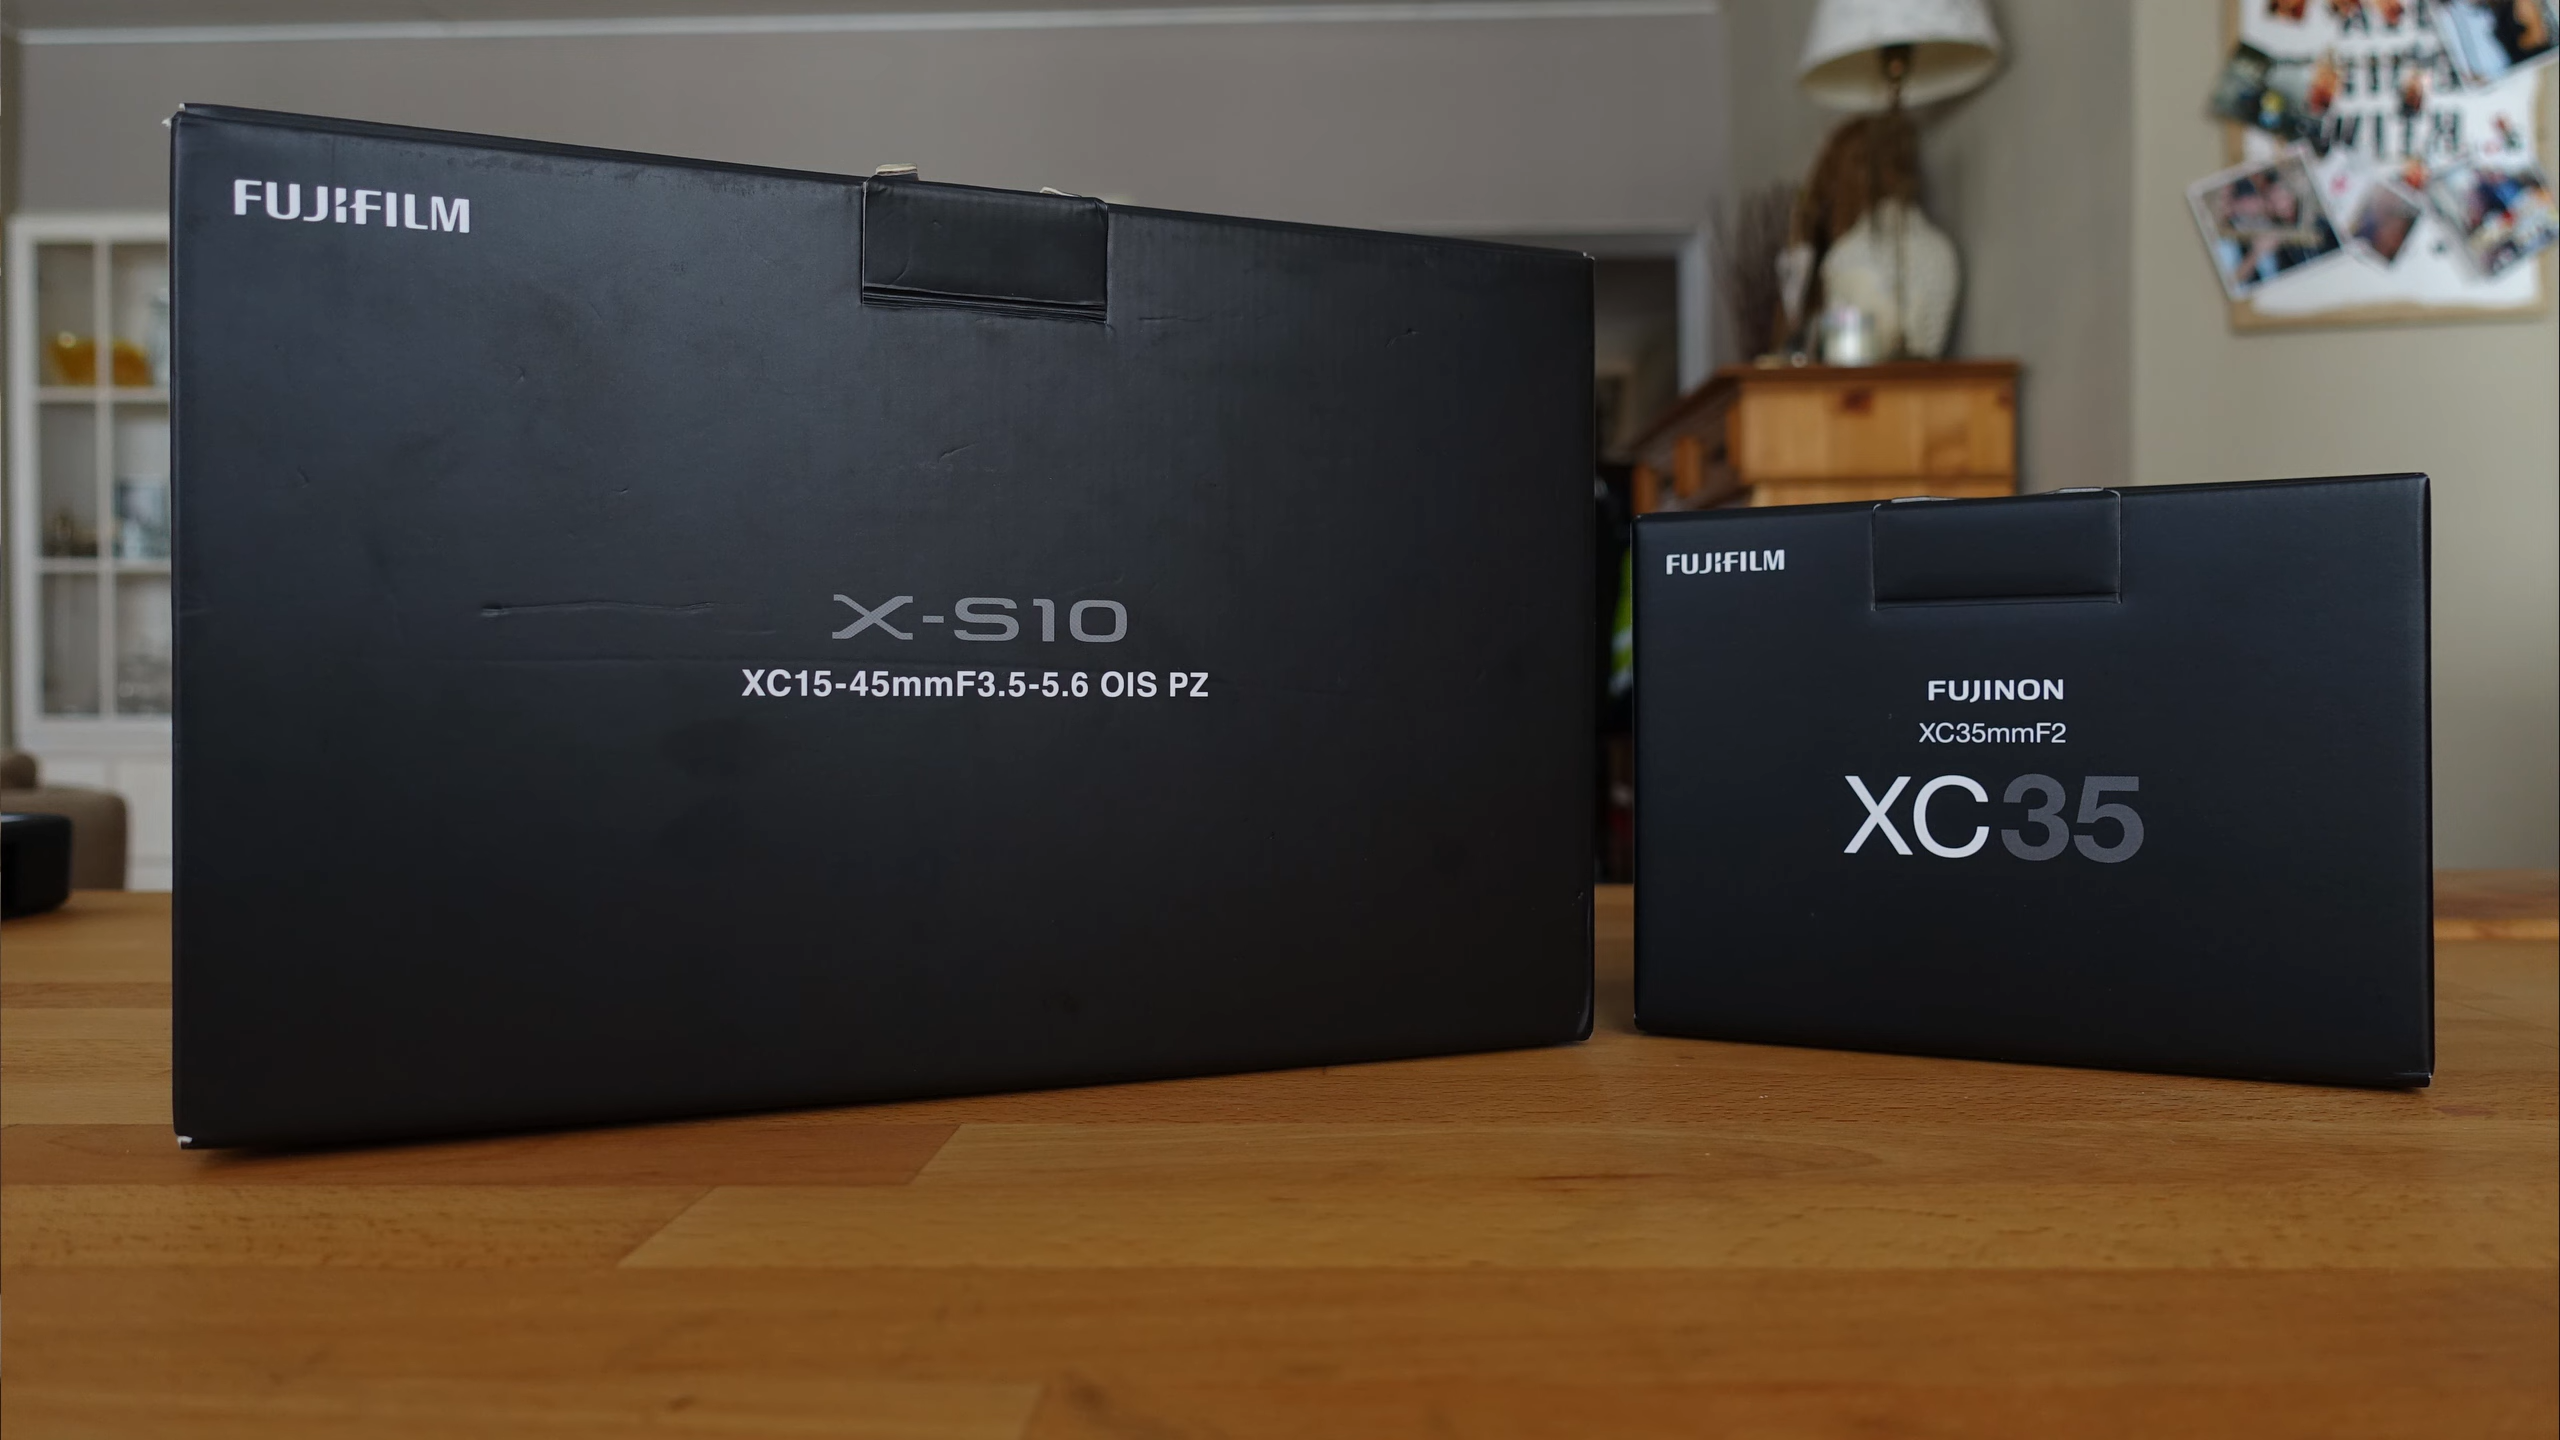 FUJIFILM
X-S10
XC15-45mmF3.5-5.6 OIS PZ
FUJIFILM
FUJINON
XC35mmF2
XC35